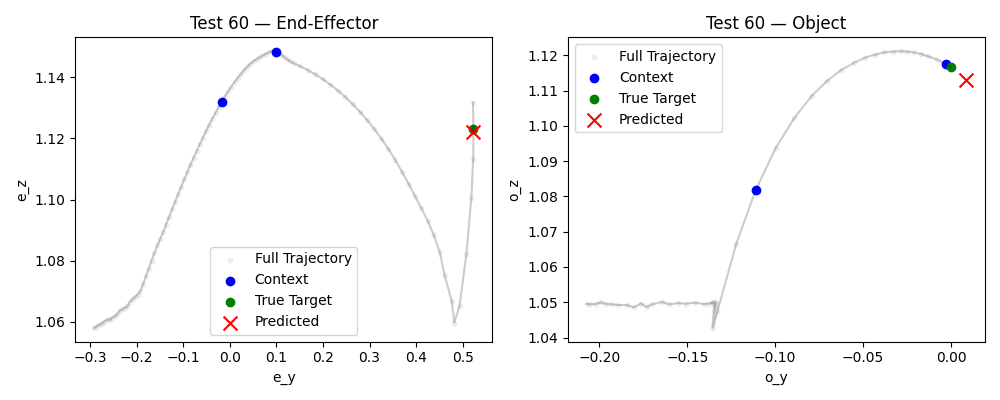 Test 60 — End-Effector
e_z
1.14
1.12
1.10
1.08
1.06
Full Trajectory
Context
True Target
Predicted
−0.3
−0.2
−0.1
0.0
0.1
0.2
0.3
0.4
0.5
e_y
Test 60 — Object
o_z
1.12
1.11
1.10
1.09
1.08
1.07
1.06
1.05
1.04
Full Trajectory
Context
True Target
Predicted
−0.20
−0.15
−0.10
−0.05
0.00
o_y